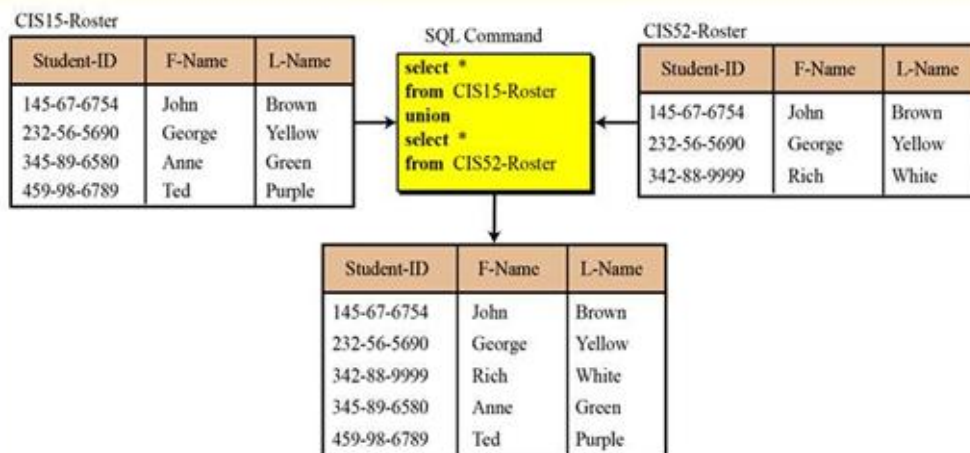 CIS15-Roster
Student-ID F-Name L-Name
145-67-6754 John Brown
232-56-5690 George Yellow
345-89-6580 Anne Green
459-98-6789 Ted Purple
SQL Command
select *
from CIS15-Roster
union
select *
from CIS52-Roster
CIS52-Roster
Student-ID F-Name L-Name
145-67-6754 John Brown
232-56-5690 George Yellow
342-88-9999 Rich White
Student-ID F-Name L-Name
145-67-6754 John Brown
232-56-5690 George Yellow
342-88-9999 Rich White
345-89-6580 Anne Green
459-98-6789 Ted Purple